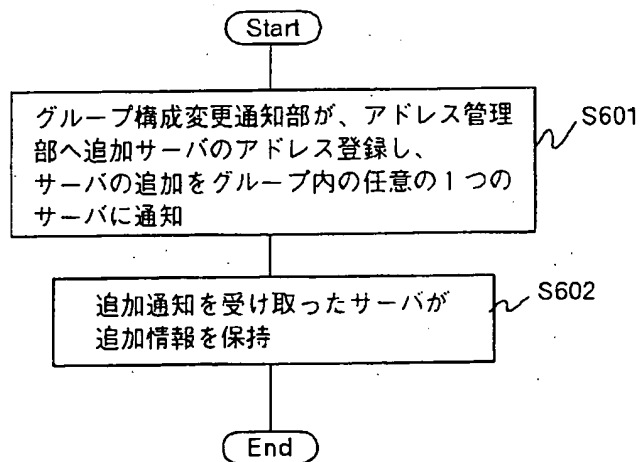 Start
グループ構成変更通知部が、アドレス管理
部へ追加サーバのアドレス登録し、
サーバの追加をグループ内の任意の1つの
サーバに通知
S601
追加通知を受け取ったサーバが
追加情報を保持
S602
End